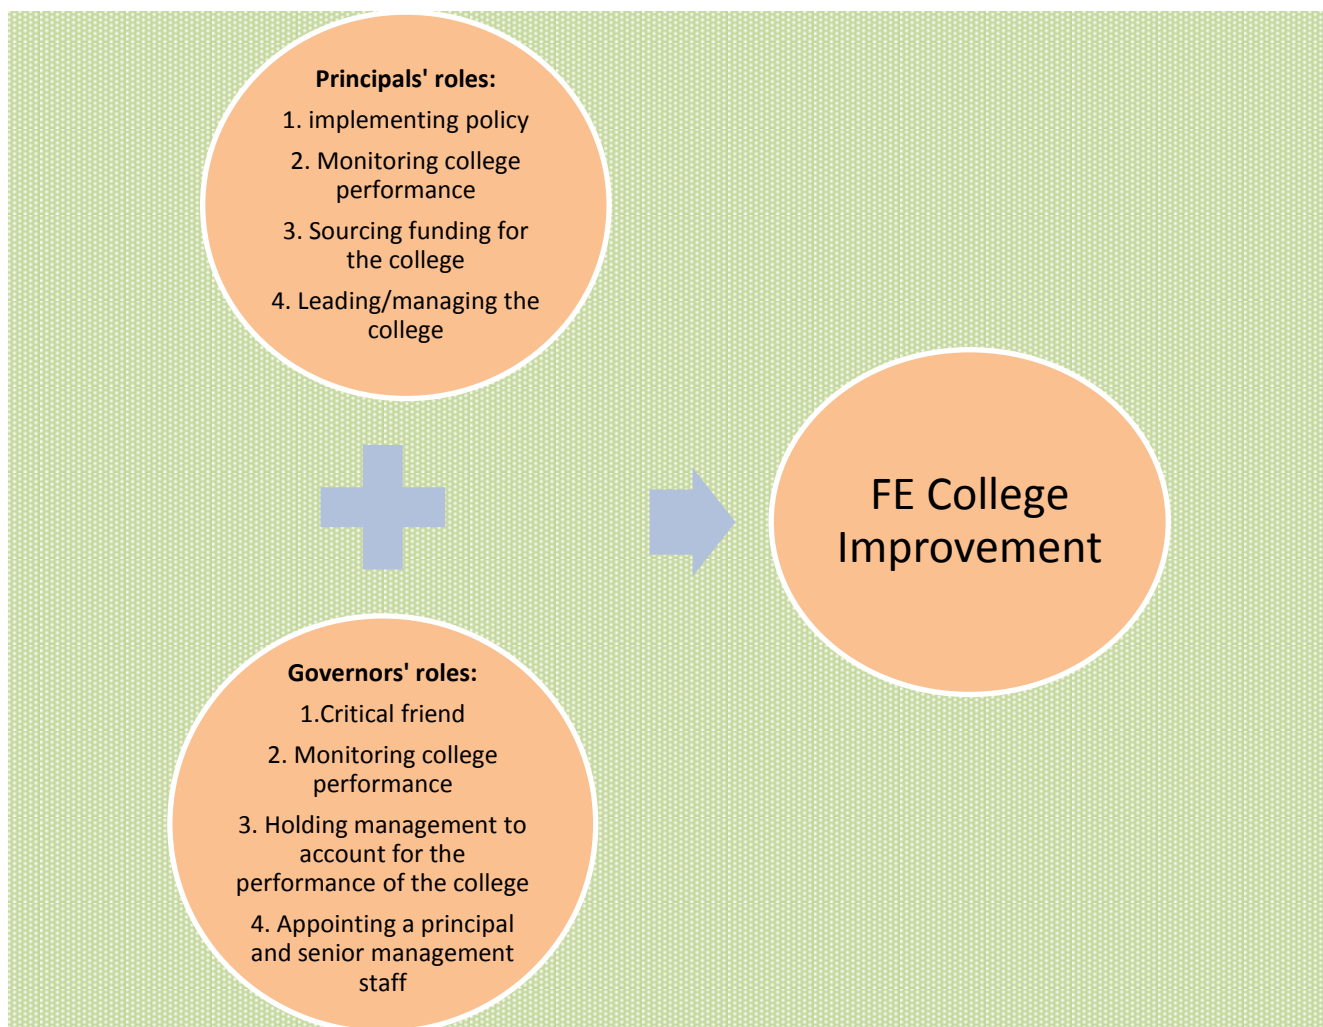 Principals' roles:
1. implementing policy
2. Monitoring college
performance
3. Sourcing funding for
the college
4. Leading/managing the
college
FE College
Improvement
Governors' roles:
1.Critical friend
2. Monitoring college
performance
3. Holding management to
account for the
performance of the college
4. Appointing a principal
and senior management
staff